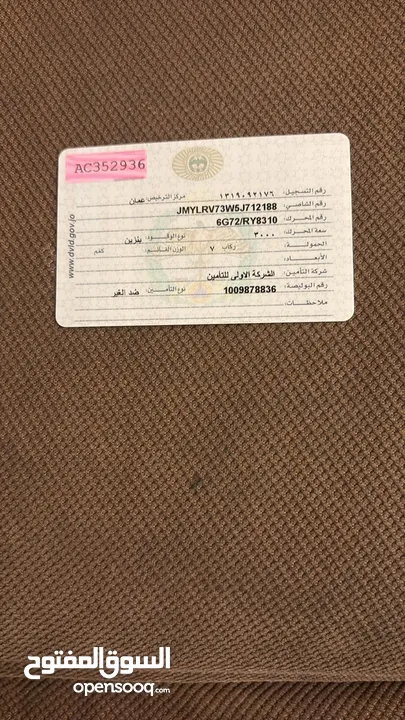 AC352936
رقم التسجيل: ١٣١٩٠٩٢١٧٦ مركز الترخيص: عمان
رقم الشاصي: JMYLRV73W5J712188
رقم المحرك: 6G72/RY8310
سعة المحرك: ٣٠٠٠ نوع الوقود: بنزين
الحمولة: ركاب ٧ الوزن القائم: كغم
الأبعاد:
شركة التأمين: الشركة الاولى للتأمين
رقم البوليصة: 1009878836 نوع التأمين: ضد الغير
ملاحظات:
www.dvld.gov.jo
السوق المفتوح
opensooq.com